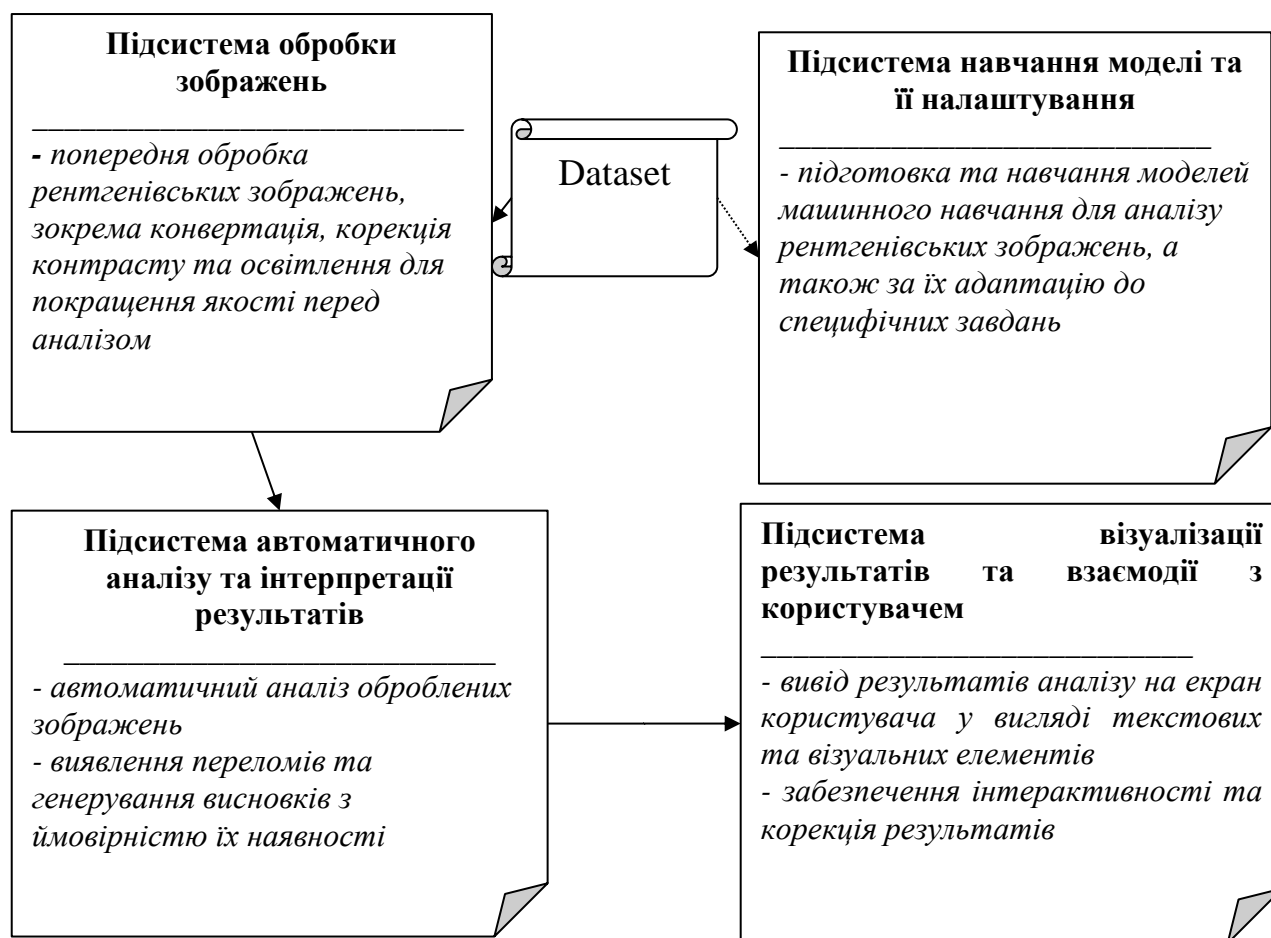 Підсистема обробки
зображень
___________________________
- попередня обробка
рентгенівських зображень,
зокрема конвертація, корекція
контрасту та освітлення для
покращення якості перед
аналізом
Dataset
Підсистема навчання моделі та
її налаштування
___________________________
- підготовка та навчання моделей
машинного навчання для аналізу
рентгенівських зображень, а
також за їх адаптацію до
специфічних завдань
Підсистема автоматичного
аналізу та інтерпретації
результатів
___________________________
- автоматичний аналіз оброблених
зображень
- виявлення переломів та
генерування висновків з
ймовірністю їх наявності
Підсистема візуалізації
результатів та взаємодії з
користувачем
___________________________
- вивід результатів аналізу на екран
користувача у вигляді текстових
та візуальних елементів
- забезпечення інтерактивності та
корекція результатів